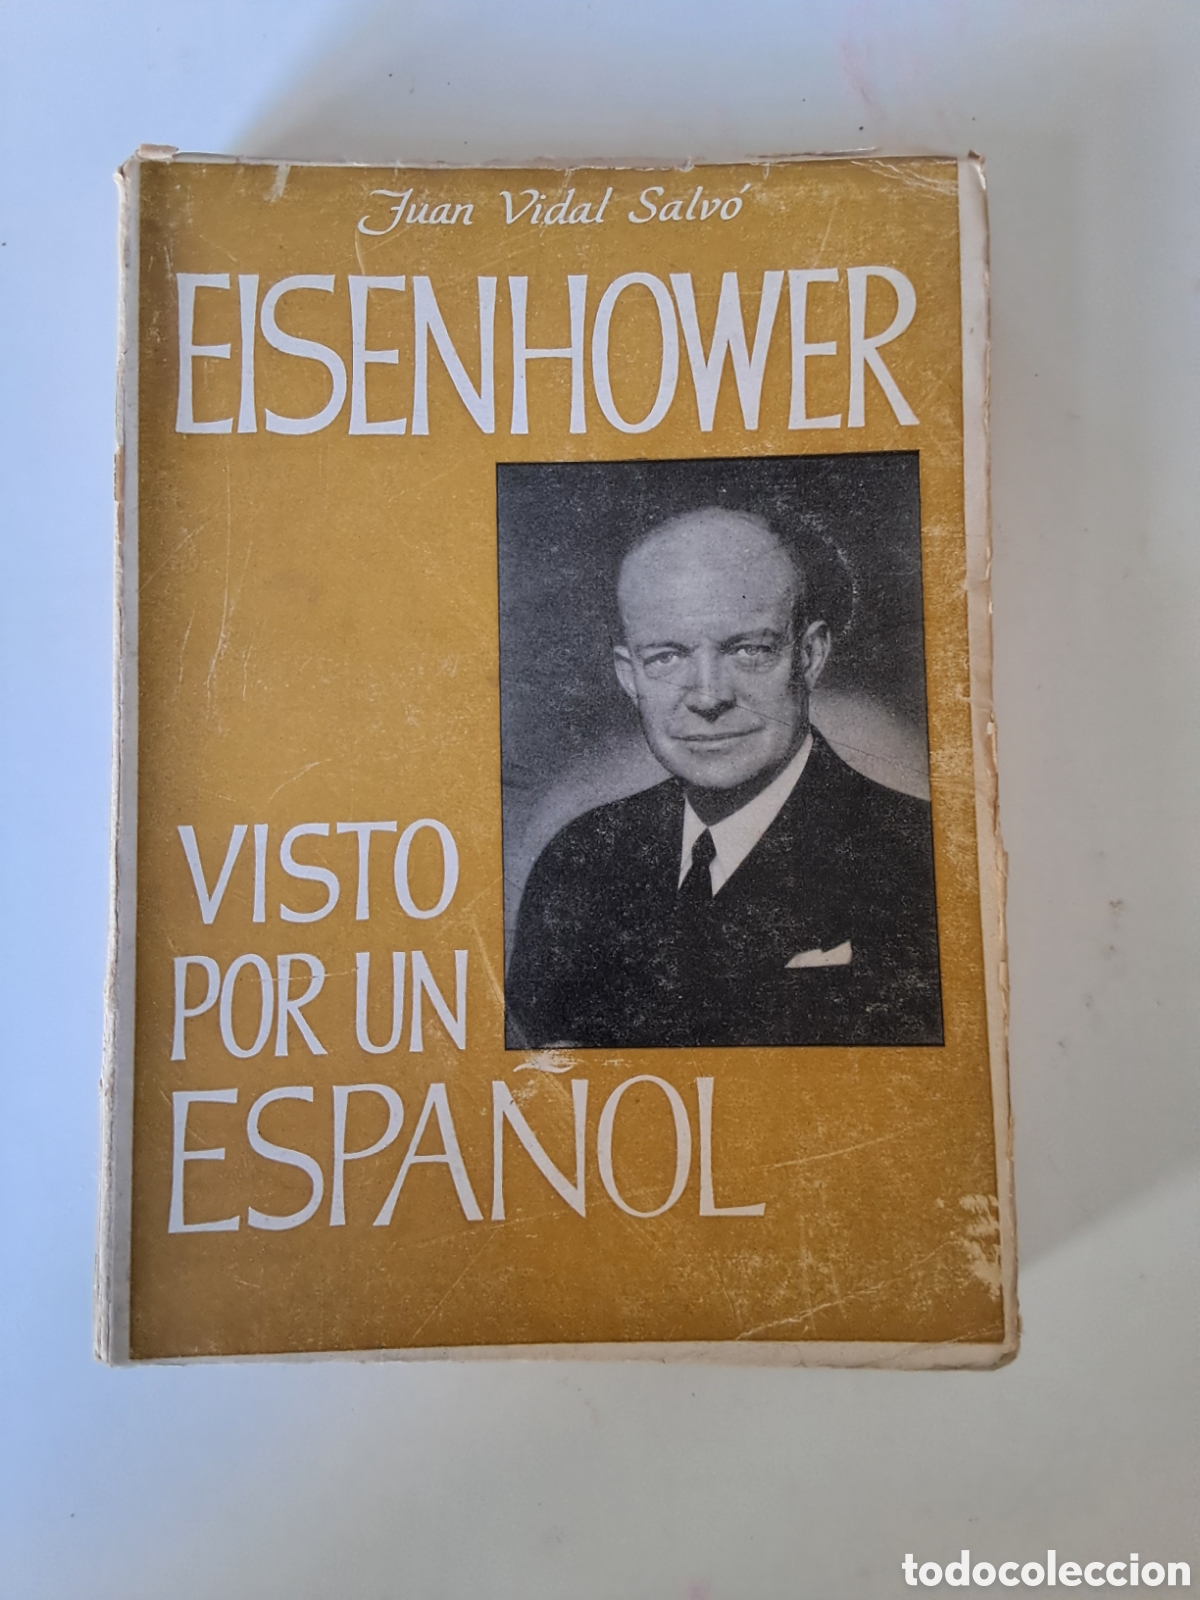 Juan Vidal Salvó
EISENHOWER
VISTO
POR UN
ESPAÑOL
todocoleccion